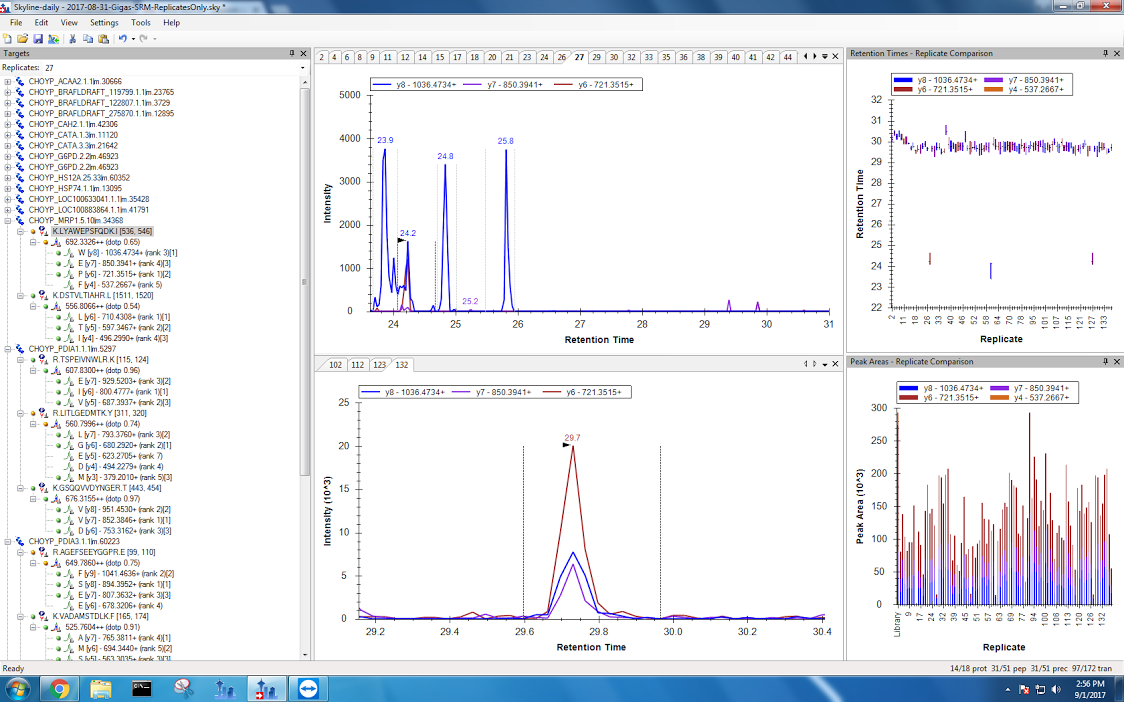 Skyline-daily - 2017-08-31-Gigas-SRM-ReplicatesOnly.sky *
File Edit View Settings Tools Help
Targets
Replicates: 27
CHOYP_ACAA2.1.1|m.30666
CHOYP_BRAFLDRAFT_119799.1.1|m.23765
CHOYP_BRAFLDRAFT_122807.1.1|m.3729
CHOYP_BRAFLDRAFT_275870.1.1|m.12895
CHOYP_CAH2.1.1|m.42306
CHOYP_CATA.1.3|m.11120
CHOYP_CATA.3.3|m.21642
CHOYP_G6PD.2.2|m.46923
CHOYP_G6PD.2.2|m.46923
CHOYP_HS12A.25.33|m.60352
CHOYP_HSP74.1.1|m.13095
CHOYP_LOC100633041.1.1|m.35428
CHOYP_LOC100883864.1.1|m.41791
CHOYP_MRP1.5.10|m.34368
K.LYAWEPSFQDK.I [536, 546]
692.3326++ (dotp 0.65)
W [y8] - 1036.4734+ (rank 3)[1]
E [y7] - 850.3941+ (rank 4)[3]
P [y6] - 721.3515+ (rank 1)[2]
F [y4] - 537.2667+ (rank 5)
K.DSTVLTIAHR.L [1511, 1520]
556.8066++ (dotp 0.54)
L [y6] - 710.4308+ (rank 1)[1]
T [y5] - 597.3467+ (rank 2)[2]
I [y4] - 496.2990+ (rank 4)[3]
CHOYP_PDIA1.1.1|m.5297
R.TSPEIVNWLR.K [115, 124]
607.8300++ (dotp 0.96)
E [y7] - 929.5203+ (rank 3)[2]
I [y6] - 800.4777+ (rank 1)[1]
V [y5] - 687.3937+ (rank 2)[3]
R.LITLGEDMTK.Y [311, 320]
560.7996++ (dotp 0.74)
L [y7] - 793.3760+ (rank 3)[2]
G [y6] - 680.2920+ (rank 2)[1]
E [y5] - 623.2705+ (rank 7)
D [y4] - 494.2279+ (rank 4)
M [y3] - 379.2010+ (rank 5)[3]
K.GSQQVVDYNGER.T [443, 454]
676.3155++ (dotp 0.97)
V [y8] - 951.4530+ (rank 2)[2]
V [y7] - 852.3846+ (rank 1)[1]
D [y6] - 753.3162+ (rank 3)[3]
CHOYP_PDIA3.1.1|m.60223
R.AGEFSEEYGGPR.E [99, 110]
649.7860++ (dotp 0.75)
F [y9] - 1041.4636+ (rank 2)[2]
S [y8] - 894.3952+ (rank 1)[1]
E [y7] - 807.3632+ (rank 3)[3]
E [y6] - 678.3206+ (rank 4)
K.VADAMSTDLK.F [165, 174]
525.7604++ (dotp 0.91)
A [y7] - 765.3811+ (rank 4)[1]
M [y6] - 694.3440+ (rank 5)[2]
S [y5] - 563.3035+ (rank 3)[3]
2 4 6 8 9 11 12 14 15 17 18 20 21 23 24 26 27 29 30 32 33 35 36 38 39 40 41 42 43 44
y8 - 1036.4734+ y7 - 850.3941+ y6 - 721.3515+
Intensity
5000
4000
3000
2000
1000
0
23.9
24.2
24.8
25.2
25.8
24 25 26 27 28 29 30 31
Retention Time
102 112 123 132
y8 - 1036.4734+ y7 - 850.3941+ y6 - 721.3515+
Intensity (10^3)
25
20
15
10
5
0
29.7
29.2 29.4 29.6 29.8 30.0 30.2 30.4
Retention Time
Retention Times - Replicate Comparison
y8 - 1036.4734+ y7 - 850.3941+
y6 - 721.3515+ y4 - 537.2667+
Retention Time
32
31
30
29
28
27
26
25
24
23
22
2 11 18 26 33 40 46 52 58 64 70 78 84 89 95 101 107 115 121 127 133
Replicate
Peak Areas - Replicate Comparison
y8 - 1036.4734+ y7 - 850.3941+
y6 - 721.3515+ y4 - 537.2667+
Peak Area (10^3)
300
250
200
150
100
50
0
Library 9 17 24 32 39 45 51 57 63 69 77 84 94 100 106 113 120 126 132
Replicate
Ready
14/18 prot 31/51 pep 31/51 prec 97/172 tran
2:56 PM
9/1/2017